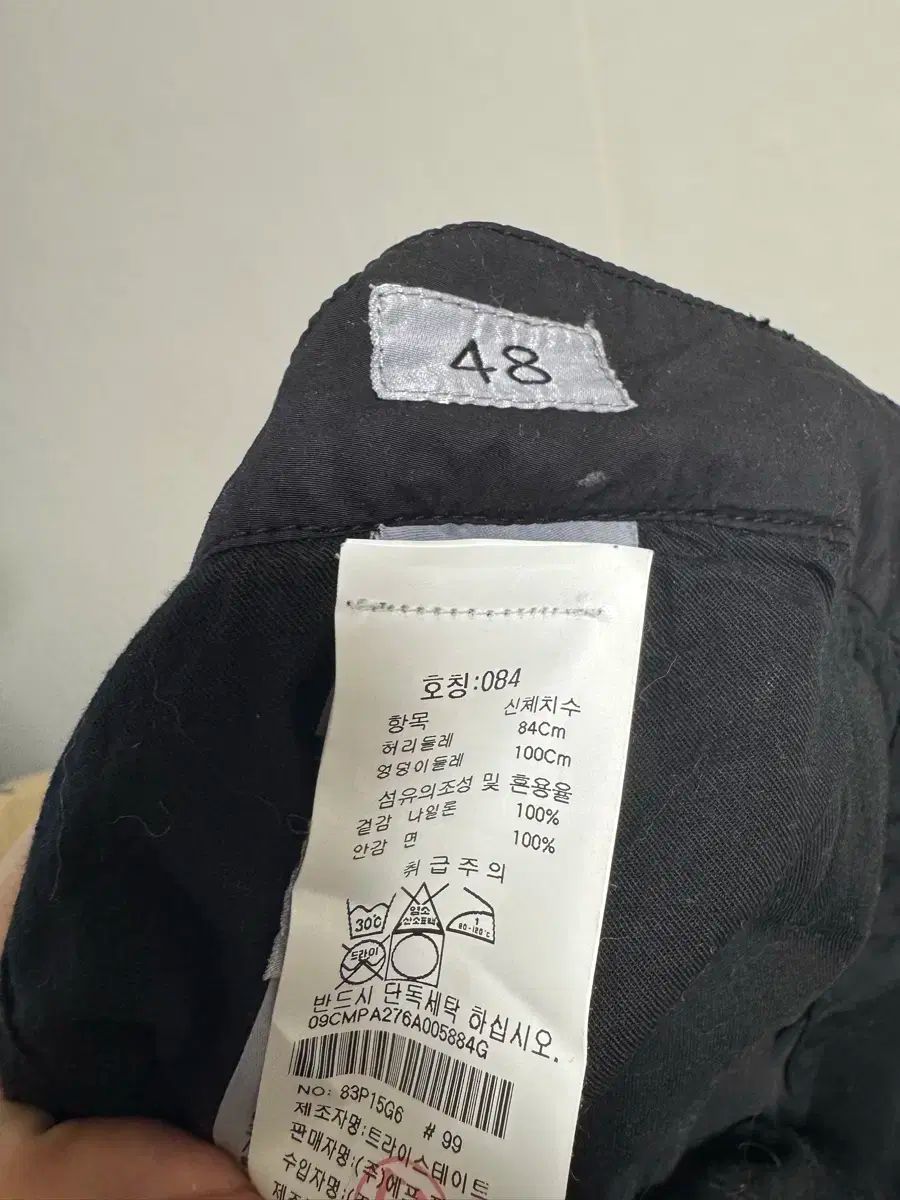 48
호칭:084
항목 신체치수
허리둘레 84Cm
엉덩이둘레 100Cm
섬유의조성 및 혼용율
겉감 나일론 100%
안감 면 100%
취급주의
30℃
염소
산소표백
1
80-120℃
드라이
반드시 단독세탁 하십시오.
09CMPA276A005884G
NO: 83P15G6
# 99
제조자명:트라이스테이트
판매자명:(주)에프
수입자명:(주